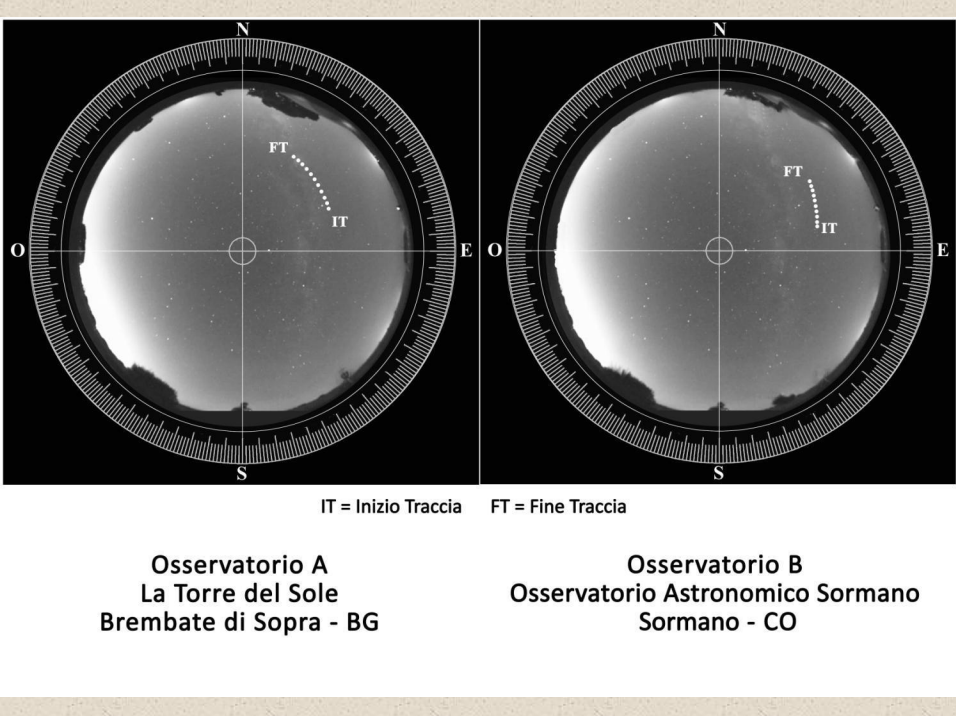 N
N
FT
IT
FT
IT
O
E
O
E
S
S
IT = Inizio Traccia FT = Fine Traccia
Osservatorio A
La Torre del Sole
Brembate di Sopra - BG
Osservatorio B
Osservatorio Astronomico Sormano
Sormano - CO